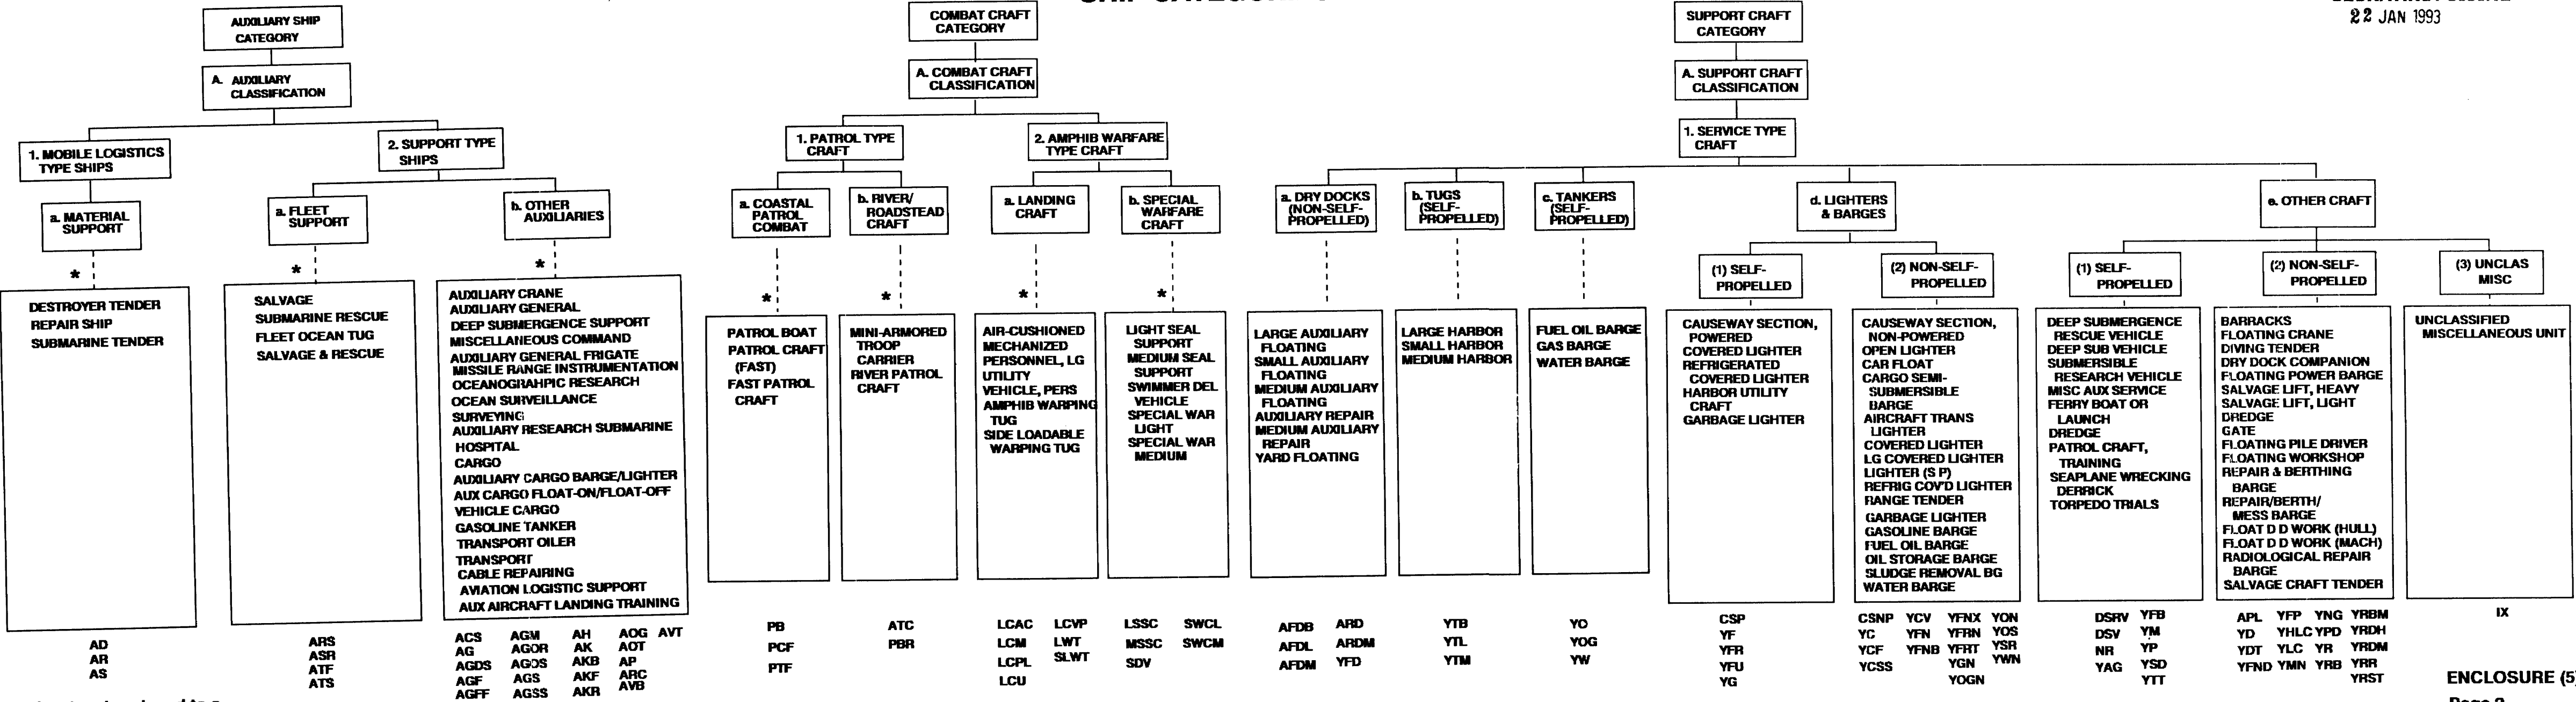 22 JAN 1993
AUXILIARY SHIP
CATEGORY
A. AUXILIARY
CLASSIFICATION
1. MOBILE LOGISTICS
TYPE SHIPS
2. SUPPORT TYPE
SHIPS
a. MATERIAL
SUPPORT
a. FLEET
SUPPORT
b. OTHER
AUXILIARIES
*
*
*
DESTROYER TENDER
REPAIR SHIP
SUBMARINE TENDER
AD
AR
AS
SALVAGE
SUBMARINE RESCUE
FLEET OCEAN TUG
SALVAGE & RESCUE
ARS
ASR
ATF
ATS
AUXILIARY CRANE
AUXILIARY GENERAL
DEEP SUBMERGENCE SUPPORT
MISCELLANEOUS COMMAND
AUXILIARY GENERAL FRIGATE
MISSILE RANGE INSTRUMENTATION
OCEANOGRAHPIC RESEARCH
OCEAN SURVEILLANCE
SURVEYING
AUXILIARY RESEARCH SUBMARINE
HOSPITAL
CARGO
AUXILIARY CARGO BARGE/LIGHTER
AUX CARGO FLOAT-ON/FLOAT-OFF
VEHICLE CARGO
GASOLINE TANKER
TRANSPORT OILER
TRANSPORT
CABLE REPAIRING
AVIATION LOGISTIC SUPPORT
AUX AIRCRAFT LANDING TRAINING
ACS AGM AH AOG AVT
AG AGOR AK AOT
AGDS AGOS AKB AP
AGF AGS AKF ARC
AGFF AGSS AKR AVB
COMBAT CRAFT
CATEGORY
A. COMBAT CRAFT
CLASSIFICATION
1. PATROL TYPE
CRAFT
2. AMPHIB WARFARE
TYPE CRAFT
a. COASTAL
PATROL
COMBAT
b. RIVER/
ROADSTEAD
CRAFT
a. LANDING
CRAFT
b. SPECIAL
WARFARE
CRAFT
*
*
*
*
PATROL BOAT
PATROL CRAFT
(FAST)
FAST PATROL
CRAFT
PB
PCF
PTF
MINI-ARMORED
TROOP
CARRIER
RIVER PATROL
CRAFT
ATC
PBR
AIR-CUSHIONED
MECHANIZED
PERSONNEL, LG
UTILITY
VEHICLE, PERS
AMPHIB WARPING
TUG
SIDE LOADABLE
WARPING TUG
LCAC LCVP
LCM LWT
LCPL SLWT
LCU
LIGHT SEAL
SUPPORT
MEDIUM SEAL
SUPPORT
SWIMMER DEL
VEHICLE
SPECIAL WAR
LIGHT
SPECIAL WAR
MEDIUM
LSSC SWCL
MSSC SWCM
SDV
SUPPORT CRAFT
CATEGORY
A. SUPPORT CRAFT
CLASSIFICATION
1. SERVICE TYPE
CRAFT
a. DRY DOCKS
(NON-SELF-
PROPELLED)
b. TUGS
(SELF-
PROPELLED)
c. TANKERS
(SELF-
PROPELLED)
d. LIGHTERS
& BARGES
e. OTHER CRAFT
(1) SELF-
PROPELLED
(2) NON-SELF-
PROPELLED
(1) SELF-
PROPELLED
(2) NON-SELF-
PROPELLED
(3) UNCLAS
MISC
LARGE AUXILIARY
FLOATING
SMALL AUXILIARY
FLOATING
MEDIUM AUXILIARY
FLOATING
AUXILIARY REPAIR
MEDIUM AUXILIARY
REPAIR
YARD FLOATING
AFDB ARD
AFDL ARDM
AFDM YFD
LARGE HARBOR
SMALL HARBOR
MEDIUM HARBOR
YTB
YTL
YTM
FUEL OIL BARGE
GAS BARGE
WATER BARGE
YO
YOG
YW
CAUSEWAY SECTION,
POWERED
COVERED LIGHTER
REFRIGERATED
COVERED LIGHTER
HARBOR UTILITY
CRAFT
GARBAGE LIGHTER
CSP
YF
YFR
YFU
YG
CAUSEWAY SECTION,
NON-POWERED
OPEN LIGHTER
CAR FLOAT
CARGO SEMI-
SUBMERSIBLE
BARGE
AIRCRAFT TRANS
LIGHTER
COVERED LIGHTER
LG COVERED LIGHTER
LIGHTER (S P)
REFRIG COV'D LIGHTER
RANGE TENDER
GARBAGE LIGHTER
GASOLINE BARGE
FUEL OIL BARGE
OIL STORAGE BARGE
SLUDGE REMOVAL BG
WATER BARGE
CSNP YCV YFNX YON
YC YFN YFRN YOS
YCF YFNB YFRT YSR
YCSS YGN YWN
YOGN
DEEP SUBMERGENCE
RESCUE VEHICLE
DEEP SUB VEHICLE
SUBMERSIBLE
RESEARCH VEHICLE
MISC AUX SERVICE
FERRY BOAT OR
LAUNCH
DREDGE
PATROL CRAFT,
TRAINING
SEAPLANE WRECKING
DERRICK
TORPEDO TRIALS
DSRV YFB
DSV YM
NR YP
YAG YSD
YTT
BARRACKS
FLOATING CRANE
DIVING TENDER
DRY DOCK COMPANION
FLOATING POWER BARGE
SALVAGE LIFT, HEAVY
SALVAGE LIFT, LIGHT
DREDGE
GATE
FLOATING PILE DRIVER
FLOATING WORKSHOP
REPAIR & BERTHING
BARGE
REPAIR/BERTH/
MESS BARGE
FLOAT D D WORK (HULL)
FLOAT D D WORK (MACH)
RADIOLOGICAL REPAIR
BARGE
SALVAGE CRAFT TENDER
APL YFP YNG YRBM
YD YHLC YPD YRDH
YDT YLC YR YRDM
YFND YMN YRB YRR
YRST
UNCLASSIFIED
MISCELLANEOUS UNIT
IX
ENCLOSURE (5)